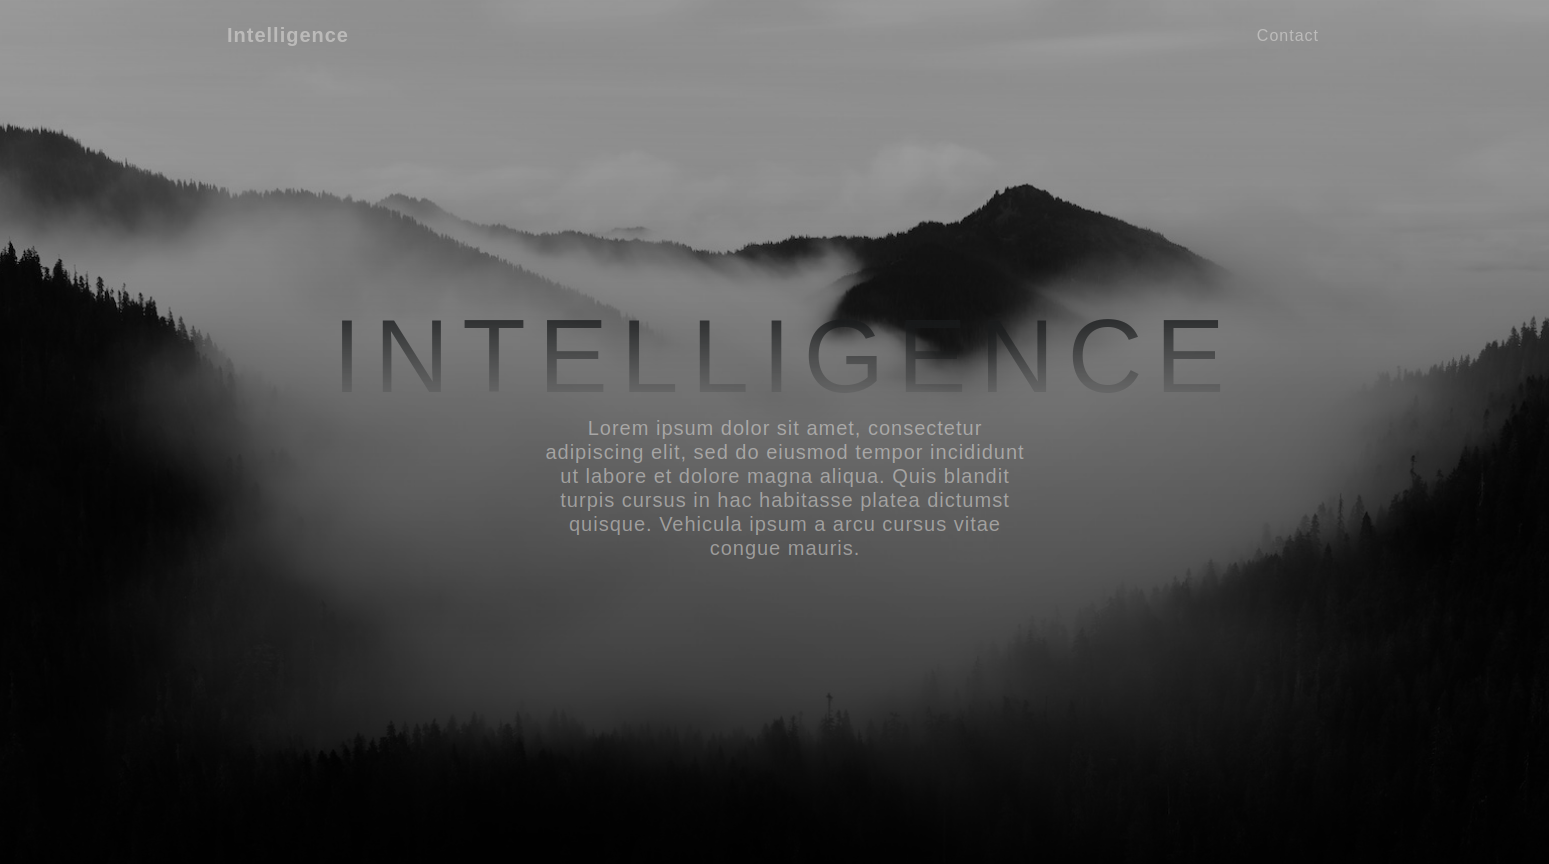 Intelligence
Contact
INTELLIGENCE
Lorem ipsum dolor sit amet, consectetur
adipiscing elit, sed do eiusmod tempor incididunt
ut labore et dolore magna aliqua. Quis blandit
turpis cursus in hac habitasse platea dictumst
quisque. Vehicula ipsum a arcu cursus vitae
congue mauris.